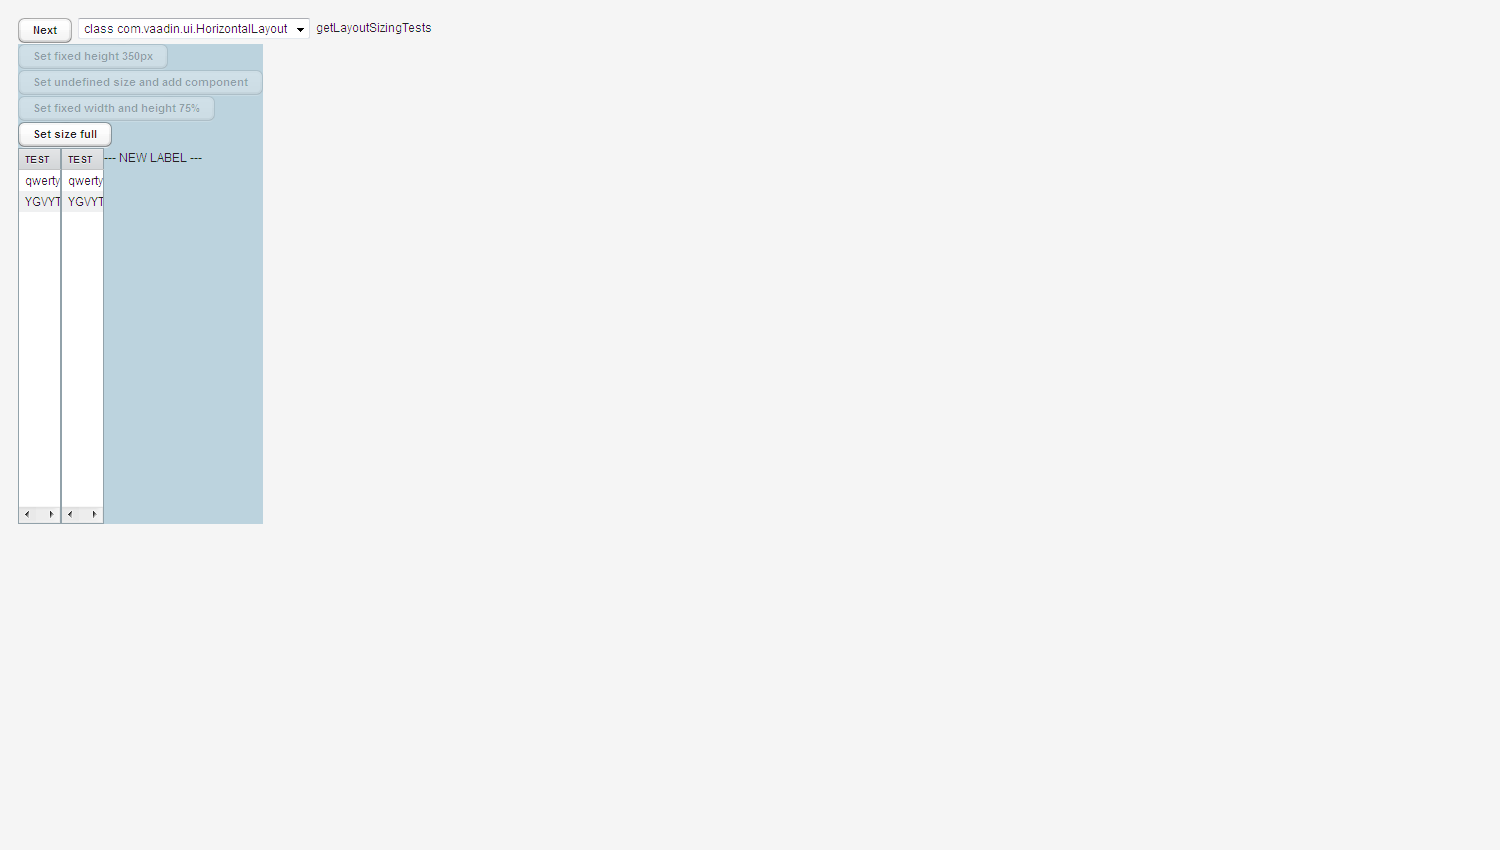 Next class com.vaadin.ui.HorizontalLayout getLayoutSizingTests
Set fixed height 350px
Set undefined size and add component
Set fixed width and height 75%
Set size full
TEST TEST --- NEW LABEL ---
qwerty qwerty
YGVYT YGVYT